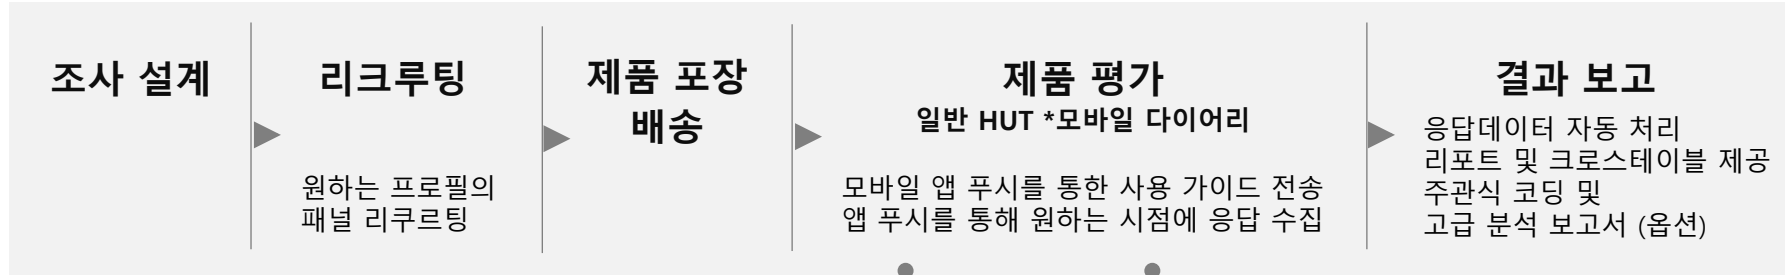 조사 설계
리크루팅
원하는 프로필의
패널 리쿠르팅
제품 포장
배송
제품 평가
일반 HUT *모바일 다이어리
모바일 앱 푸시를 통한 사용 가이드 전송
앱 푸시를 통해 원하는 시점에 응답 수집
결과 보고
응답데이터 자동 처리
리포트 및 크로스테이블 제공
주관식 코딩 및
고급 분석 보고서 (옵션)